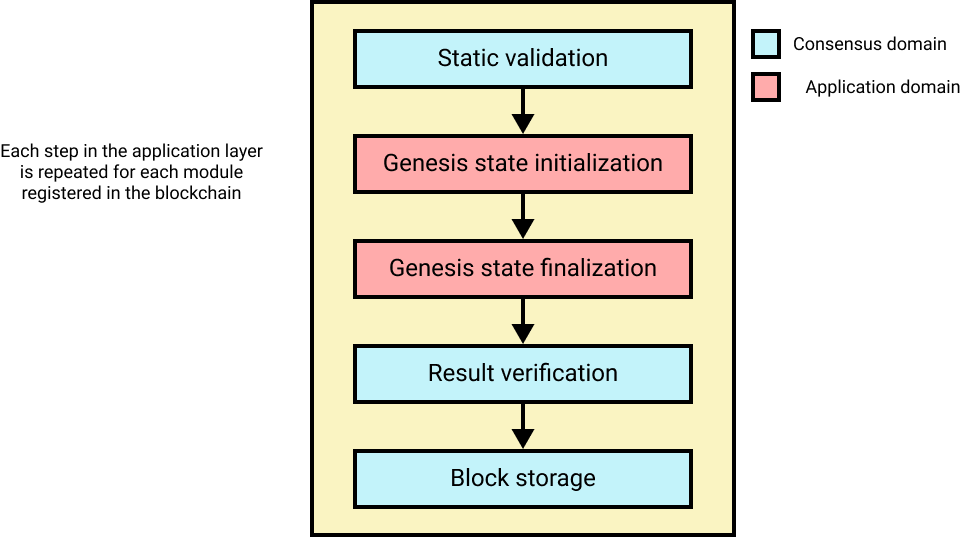 Static validation
Consensus domain
Application domain
Each step in the application layer
is repeated for each module
registered in the blockchain
Genesis state initialization
Genesis state finalization
Result verification
Block storage